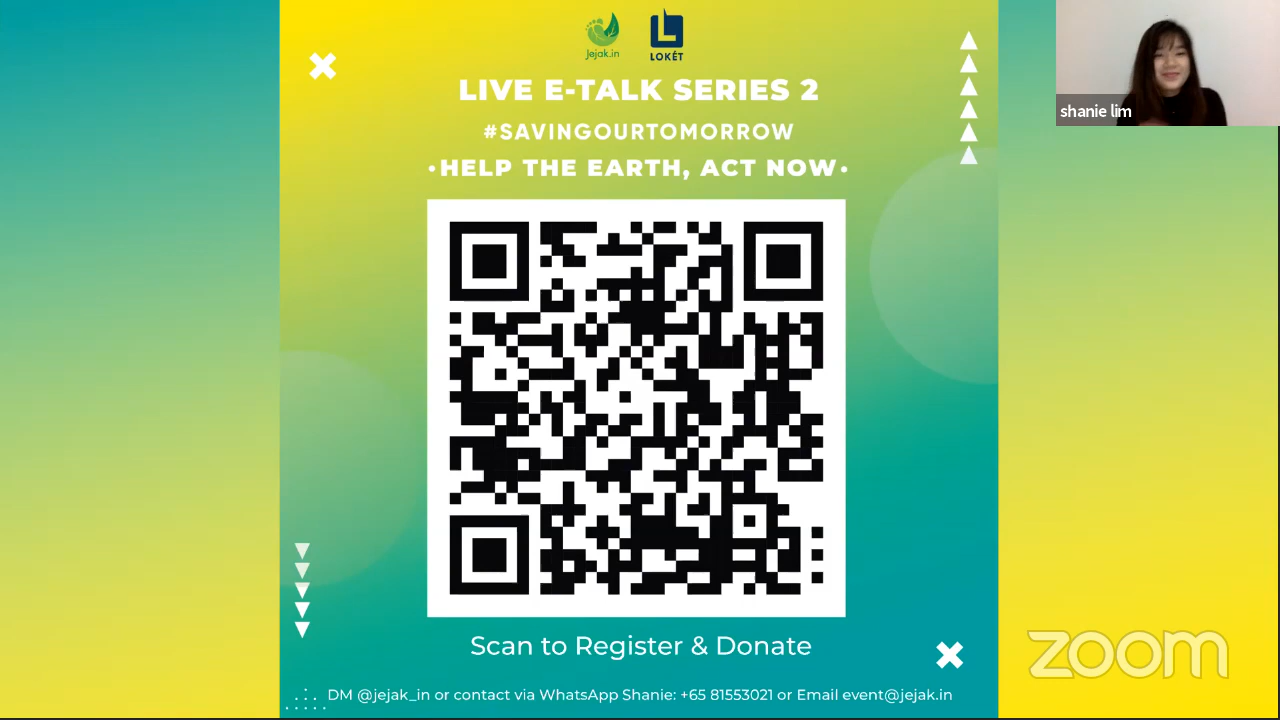 Jejak.in
LOKÉT
LIVE E-TALK SERIES 2
#SAVINGOURTOMORROW
•HELP THE EARTH, ACT NOW•
shanie lim
Scan to Register & Donate
DM @jejak_in or contact via WhatsApp Shanie: +65 81553021 or Email event@jejak.in
zoom